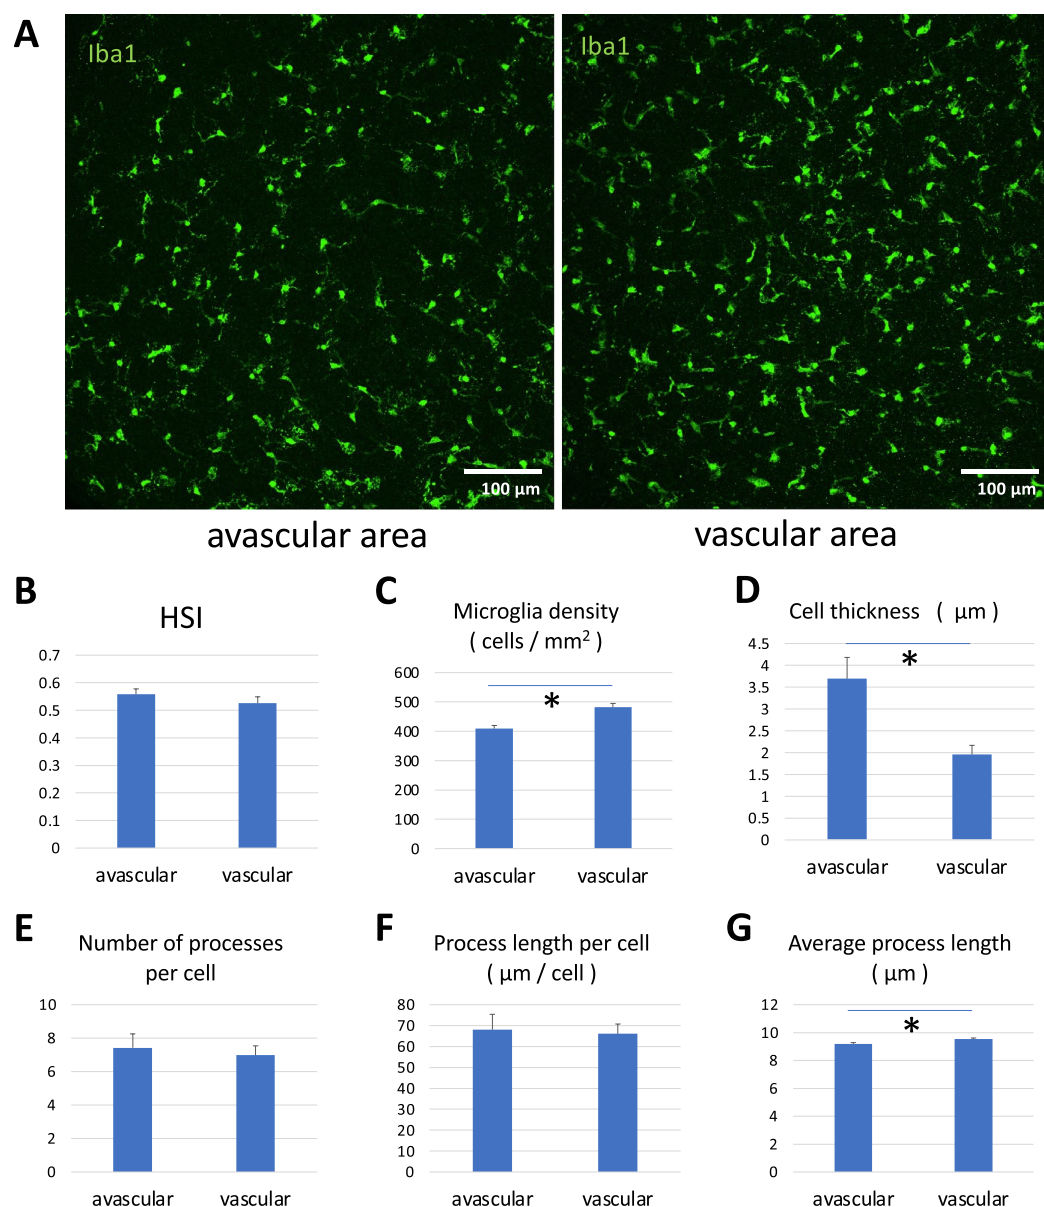 A
Iba1
Iba1
100 μm
100 μm
avascular area
vascular area
B
HSI
0.7
0.6
0.5
0.4
0.3
0.2
0.1
0
avascular
vascular
C
Microglia density
( cells / mm² )
600
500
400
300
200
100
0
*
avascular
vascular
D
Cell thickness ( μm )
4.5
4
3.5
3
2.5
2
1.5
1
0.5
0
*
avascular
vascular
E
Number of processes
per cell
10
8
6
4
2
0
avascular
vascular
F
Process length per cell
( μm / cell )
80
70
60
50
40
30
20
10
0
avascular
vascular
G
Average process length
( μm )
12
10
8
6
4
2
0
*
avascular
vascular